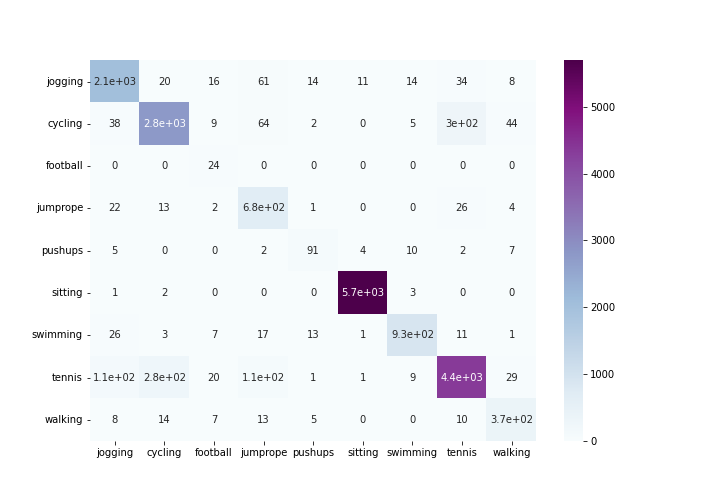 jogging 2.1e+03 20 16 61 14 11 14 34 8
cycling 38 2.8e+03 9 64 2 0 5 3e+02 44
football 0 0 24 0 0 0 0 0 0
jumprope 22 13 2 6.8e+02 1 0 0 26 4
pushups 5 0 0 2 91 4 10 2 7
sitting 1 2 0 0 0 5.7e+03 3 0 0
swimming 26 3 7 17 13 1 9.3e+02 11 1
tennis 1.1e+02 2.8e+02 20 1.1e+02 1 1 9 4.4e+03 29
walking 8 14 7 13 5 0 0 10 3.7e+02
jogging cycling football jumprope pushups sitting swimming tennis walking
5000
4000
3000
2000
1000
0